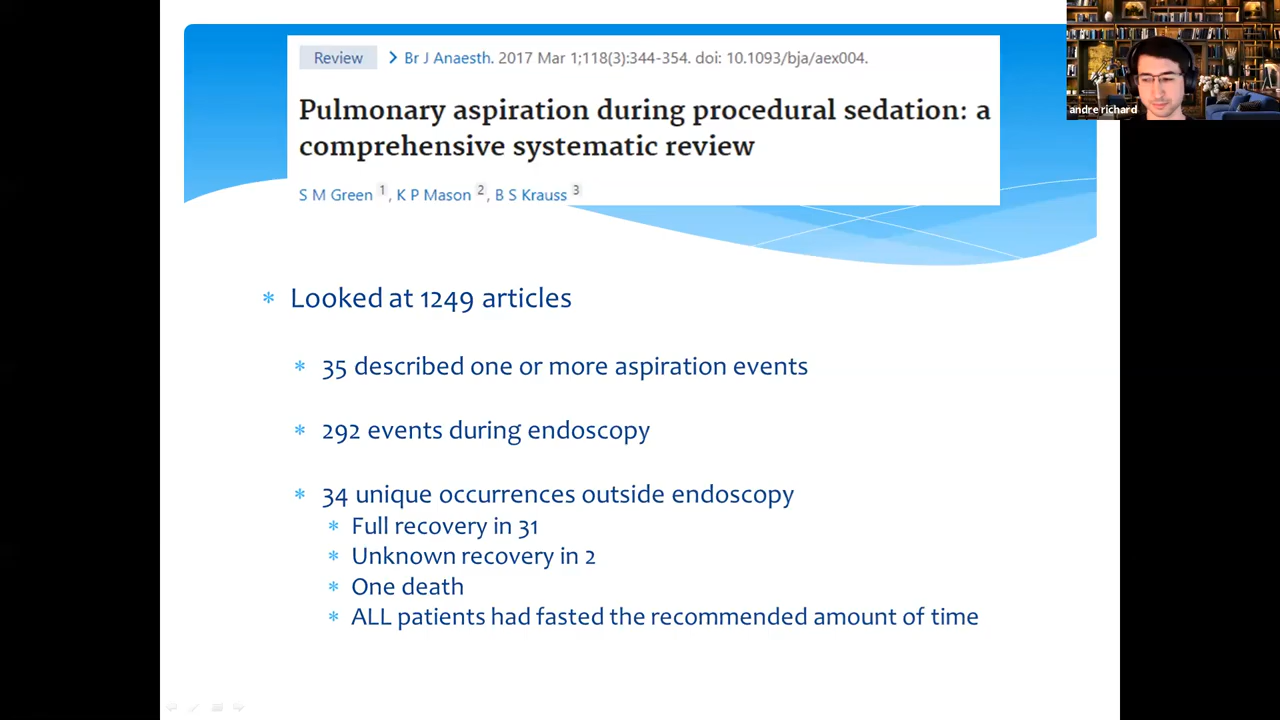 Review > Br J Anaesth. 2017 Mar 1;118(3):344-354. doi: 10.1093/bja/aex004.
Pulmonary aspiration during procedural sedation: a
comprehensive systematic review
S M Green 1, K P Mason 2, B S Krauss 3
andre richard
* Looked at 1249 articles
* 35 described one or more aspiration events
* 292 events during endoscopy
* 34 unique occurrences outside endoscopy
* Full recovery in 31
* Unknown recovery in 2
* One death
* ALL patients had fasted the recommended amount of time